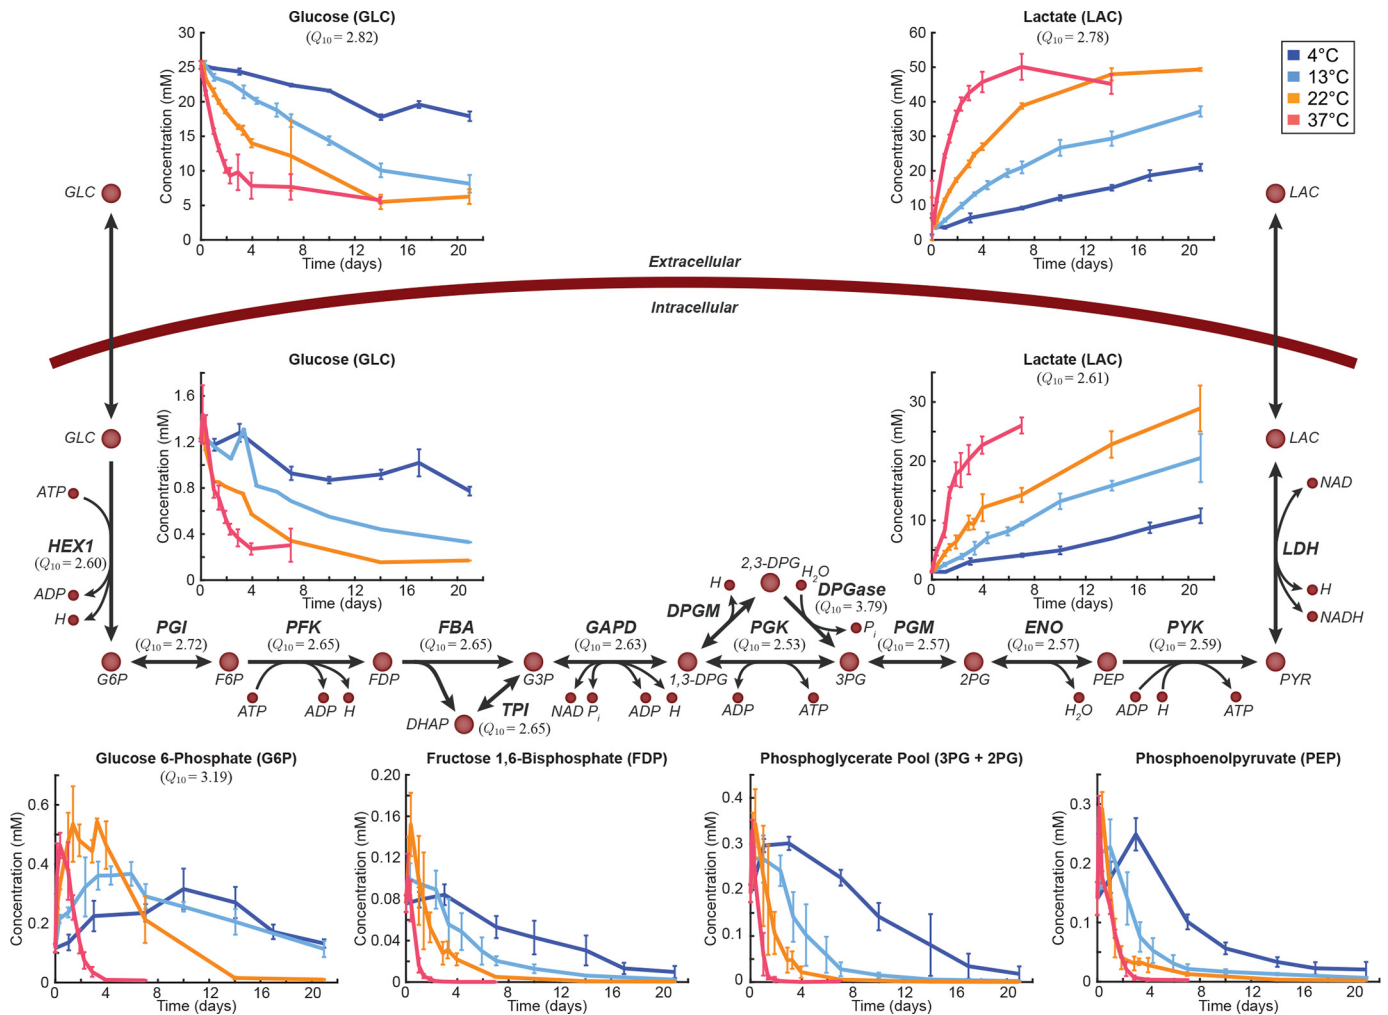 Glucose (GLC)
(Q10 = 2.82)
Concentration (mM)
30
25
20
15
10
5
0
0 4 8 12 16 20
Time (days)
Lactate (LAC)
(Q10 = 2.78)
Concentration (mM)
60
50
40
30
20
10
0
0 4 8 12 16 20
Time (days)
4°C
13°C
22°C
37°C
GLC
LAC
Extracellular
Intracellular
Glucose (GLC)
Concentration (mM)
1.6
1.2
0.8
0.4
0
0 4 8 12 16 20
Time (days)
Lactate (LAC)
(Q10 = 2.61)
Concentration (mM)
30
20
10
0
0 4 8 12 16 20
Time (days)
GLC
ATP
HEX1
(Q10 = 2.60)
ADP
H
LAC
NAD
LDH
H
NADH
2,3-DPG
H
H2O
DPGM
DPGase
(Q10 = 3.79)
Pi
PGI
(Q10 = 2.72)
PFK
(Q10 = 2.65)
FBA
(Q10 = 2.65)
GAPD
(Q10 = 2.63)
PGK
(Q10 = 2.53)
PGM
(Q10 = 2.57)
ENO
(Q10 = 2.57)
PYK
(Q10 = 2.59)
G6P
F6P
FDP
G3P
1,3-DPG
3PG
2PG
PEP
PYR
ATP
ADP
H
DHAP
TPI
(Q10 = 2.65)
NAD
Pi
ADP
H
ADP
ATP
H2O
ADP
H
ATP
Glucose 6-Phosphate (G6P)
(Q10 = 3.19)
Concentration (mM)
0.6
0.4
0.2
0
0 4 8 12 16 20
Time (days)
Fructose 1,6-Bisphosphate (FDP)
Concentration (mM)
0.20
0.16
0.12
0.08
0.04
0
0 4 8 12 16 20
Time (days)
Phosphoglycerate Pool (3PG + 2PG)
Concentration (mM)
0.4
0.3
0.2
0.1
0
0 4 8 12 16 20
Time (days)
Phosphoenolpyruvate (PEP)
Concentration (mM)
0.3
0.2
0.1
0
0 4 8 12 16 20
Time (days)